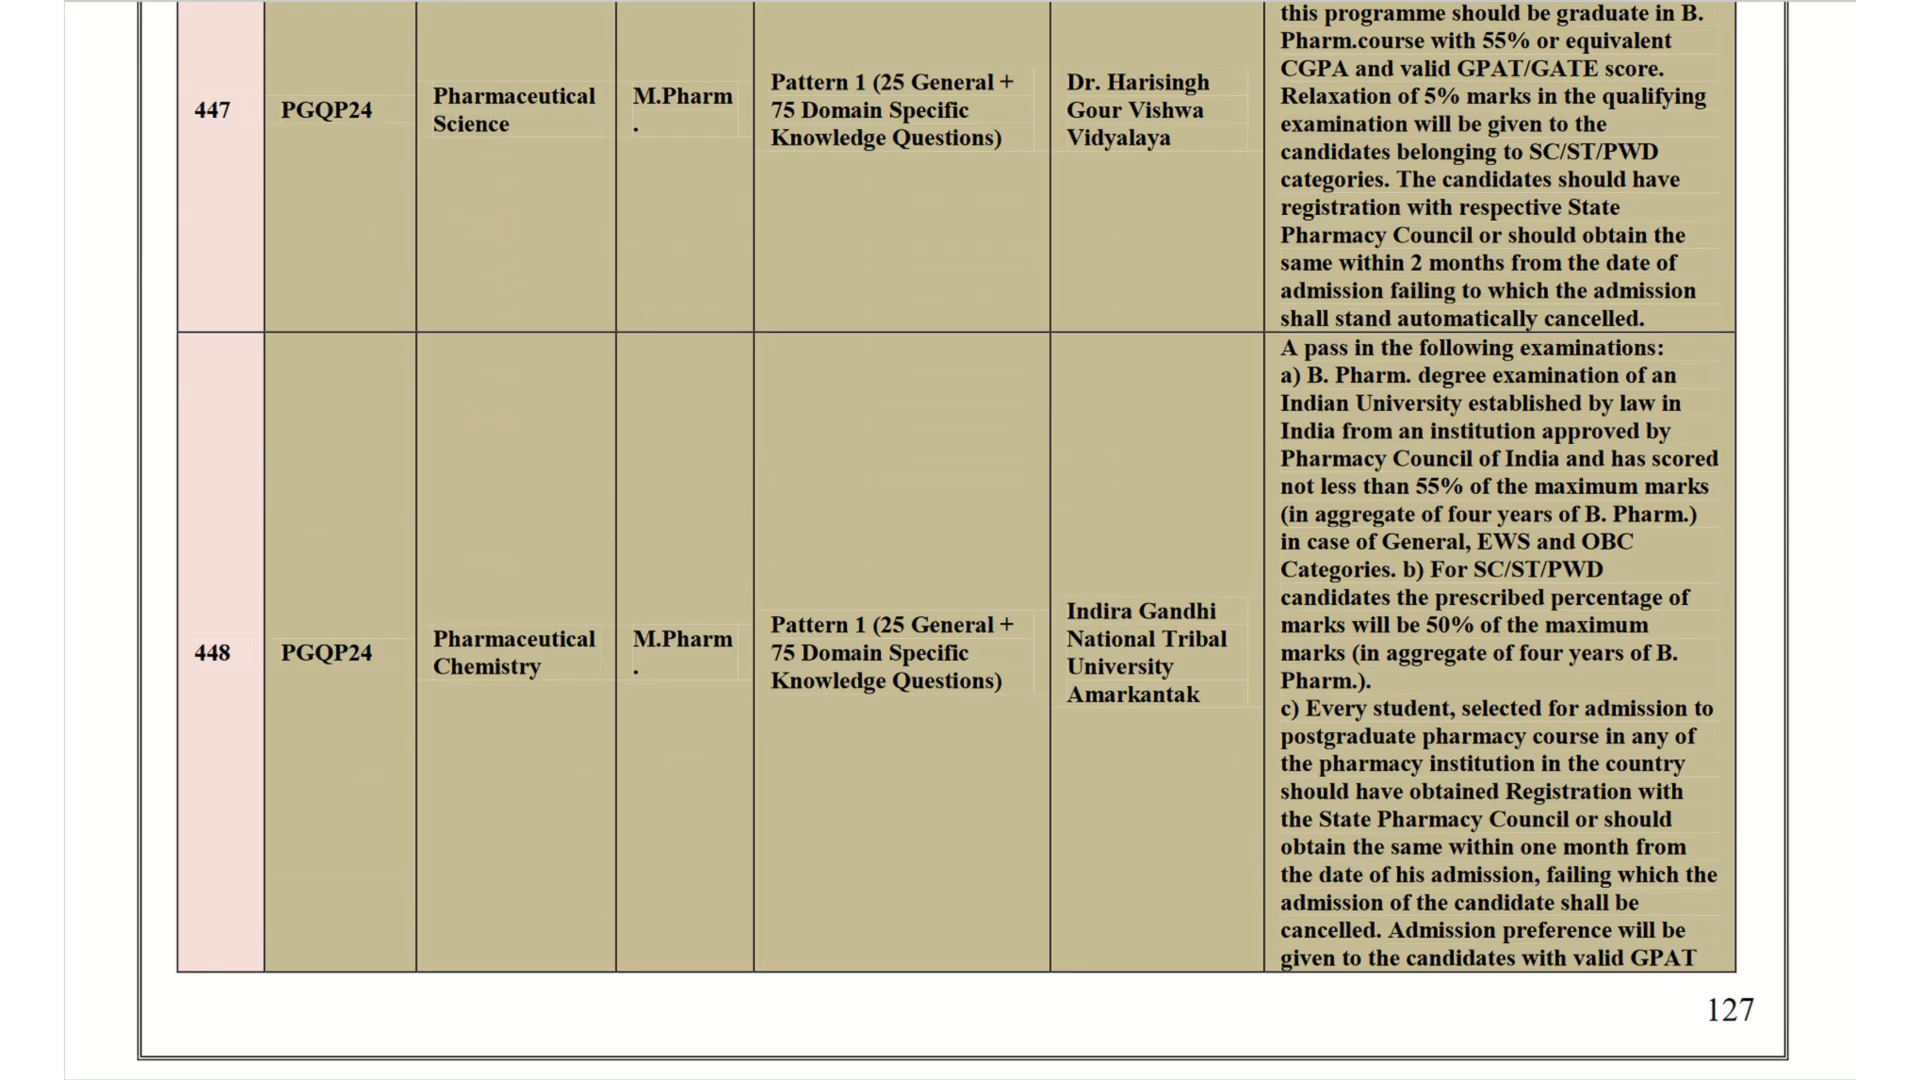 447
PGQP24
Pharmaceutical
Science
M.Pharm
.
Pattern 1 (25 General +
75 Domain Specific
Knowledge Questions)
Dr. Harisingh
Gour Vishwa
Vidyalaya
this programme should be graduate in B.
Pharm.course with 55% or equivalent
CGPA and valid GPAT/GATE score.
Relaxation of 5% marks in the qualifying
examination will be given to the
candidates belonging to SC/ST/PWD
categories. The candidates should have
registration with respective State
Pharmacy Council or should obtain the
same within 2 months from the date of
admission failing to which the admission
shall stand automatically cancelled.
448
PGQP24
Pharmaceutical
Chemistry
M.Pharm
.
Pattern 1 (25 General +
75 Domain Specific
Knowledge Questions)
Indira Gandhi
National Tribal
University
Amarkantak
A pass in the following examinations:
a) B. Pharm. degree examination of an
Indian University established by law in
India from an institution approved by
Pharmacy Council of India and has scored
not less than 55% of the maximum marks
(in aggregate of four years of B. Pharm.)
in case of General, EWS and OBC
Categories. b) For SC/ST/PWD
candidates the prescribed percentage of
marks will be 50% of the maximum
marks (in aggregate of four years of B.
Pharm.).
c) Every student, selected for admission to
postgraduate pharmacy course in any of
the pharmacy institution in the country
should have obtained Registration with
the State Pharmacy Council or should
obtain the same within one month from
the date of his admission, failing which the
admission of the candidate shall be
cancelled. Admission preference will be
given to the candidates with valid GPAT
127